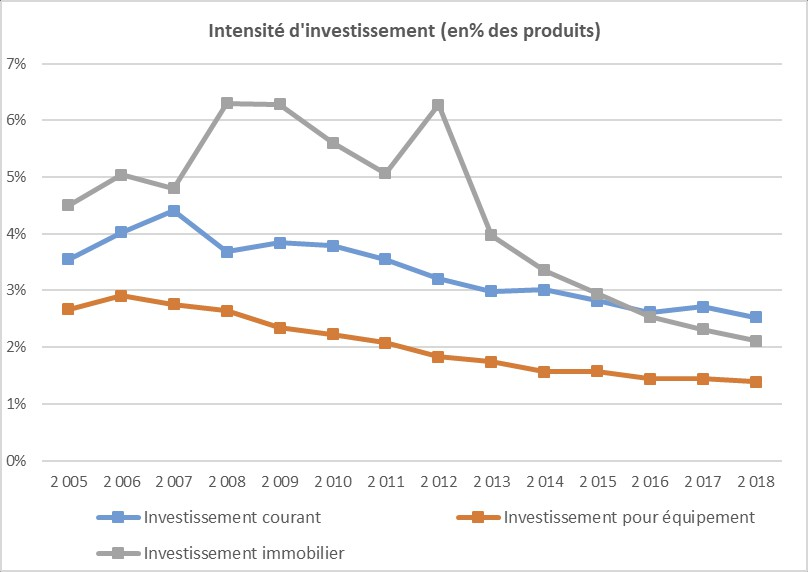 Intensité d'investissement (en% des produits)
7%
6%
5%
4%
3%
2%
1%
0%
2 005 2 006 2 007 2 008 2 009 2 010 2 011 2 012 2 013 2 014 2 015 2 016 2 017 2 018
Investissement courant Investissement pour équipement
Investissement immobilier